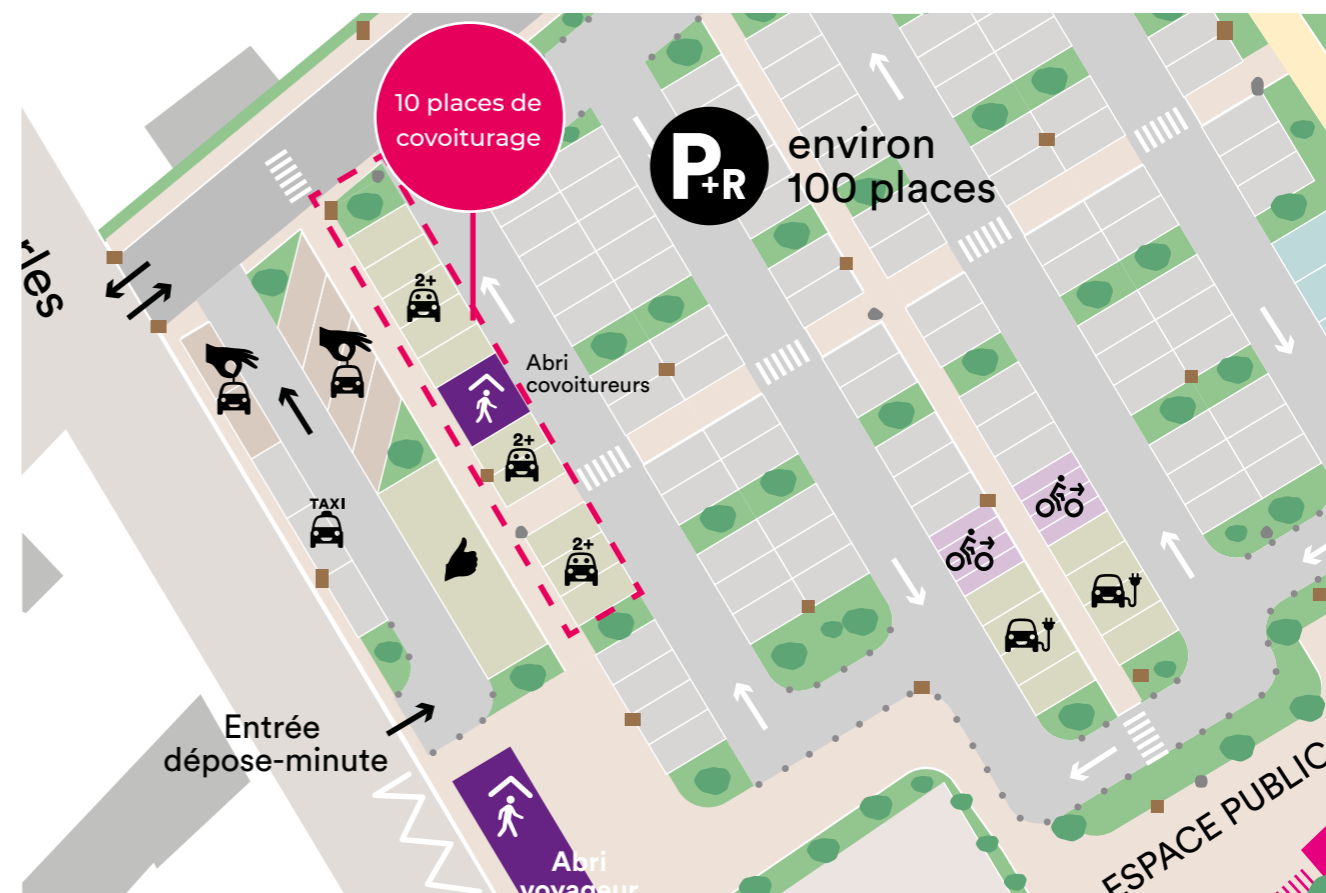 10 places de
covoiturage
P+R
environ
100 places
rles
2+
Abri
covoitureurs
2+
TAXI
2+
Entrée
dépose-minute
Abri
voyageur
ESPACE PUBLIC